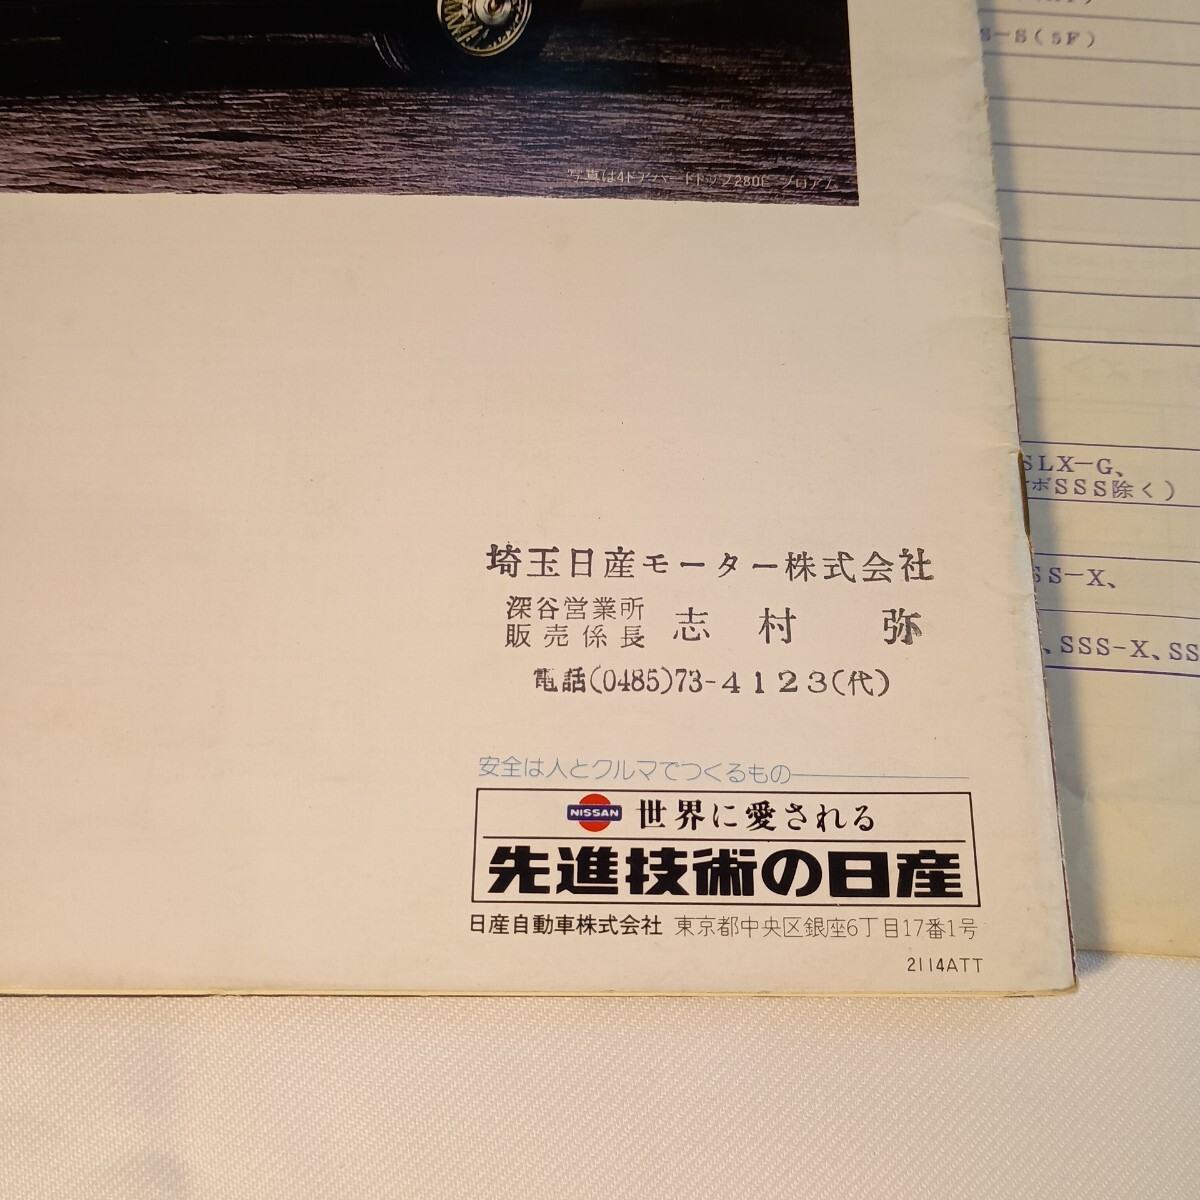 S-S(5F)
写真は4ドアハードトップ280E ブロアム
SLX-G、
ボSSS除く)
SS-X、
、SSS-X、SS
埼玉日産モーター株式会社
深谷営業所
販売係長 志村 弥
電話(0485)73-4123(代)
安全は人とクルマでつくるもの
NISSAN 世界に愛される
先進技術の日産
日産自動車株式会社 東京都中央区銀座6丁目17番1号
2114ATT